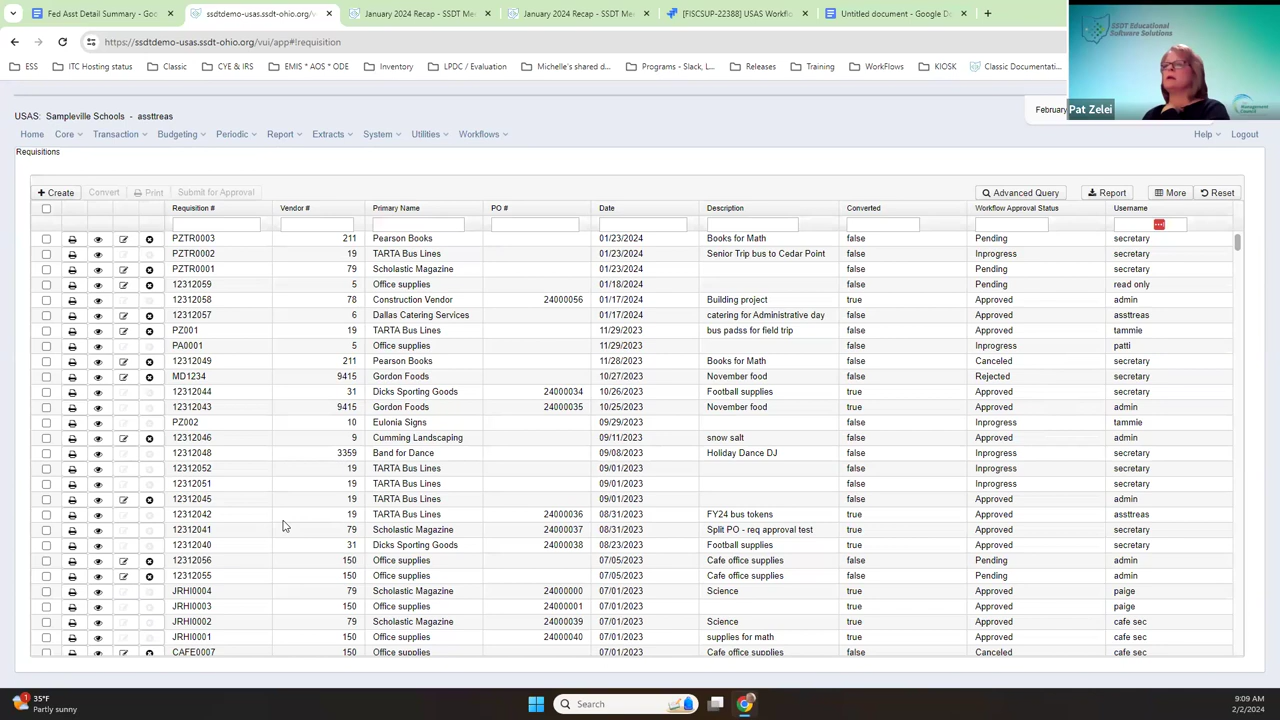 Fed Asst Detail Summary - Goo
ssdtdemo-usas.ssdt-ohio.org/v
January 2024 Recap - SSDT Me
January 2024 Recap - SSDT Me
[FISCSUP-22388] USAS Workflo
Untitled document - Google D
https://ssdtdemo-usas.ssdt-ohio.org/vui/app#!requisition
ESS
ITC Hosting status
Classic
CYE & IRS
EMIS * AOS * ODE
Inventory
LPDC / Evaluation
Michelle's shared d...
Programs - Slack, L...
Releases
Training
WorkFlows
KIOSK
Classic Documentati...
SSDT Educational
Software Solutions
Pat Zelei
USAS: Sampleville Schools - assttreas
February
Home Core Transaction Budgeting Periodic Report Extracts System Utilities Workflows Help Logout
Requisitions
+ Create Convert Print Submit for Approval Advanced Query Report More Reset
Requisition # Vendor # Primary Name PO # Date Description Converted Workflow Approval Status Username
PZTR0003 211 Pearson Books 01/23/2024 Books for Math false Pending secretary
PZTR0002 19 TARTA Bus Lines 01/23/2024 Senior Trip bus to Cedar Point false Inprogress secretary
PZTR0001 79 Scholastic Magazine 01/23/2024 false Pending secretary
12312059 5 Office supplies 01/18/2024 false Pending read only
12312058 78 Construction Vendor 24000056 01/17/2024 Building project true Approved admin
12312057 6 Dallas Catering Services 01/17/2024 catering for Administrative day false Approved assttreas
PZ001 19 TARTA Bus Lines 11/29/2023 bus padss for field trip false Approved tammie
PA0001 5 Office supplies 11/29/2023 false Inprogress patti
12312049 211 Pearson Books 11/28/2023 Books for Math false Canceled secretary
MD1234 9415 Gordon Foods 10/27/2023 November food false Rejected secretary
12312044 31 Dicks Sporting Goods 24000034 10/26/2023 Football supplies true Approved secretary
12312043 9415 Gordon Foods 24000035 10/25/2023 November food true Approved admin
PZ002 10 Eulonia Signs 09/29/2023 false Inprogress tammie
12312046 9 Cumming Landscaping 09/11/2023 snow salt false Approved admin
12312048 3359 Band for Dance 09/08/2023 Holiday Dance DJ false Inprogress secretary
12312052 19 TARTA Bus Lines 09/01/2023 false Inprogress secretary
12312051 19 TARTA Bus Lines 09/01/2023 false Inprogress secretary
12312045 19 TARTA Bus Lines 09/01/2023 false Approved admin
12312042 19 TARTA Bus Lines 24000036 08/31/2023 FY24 bus tokens true Approved assttreas
12312041 79 Scholastic Magazine 24000037 08/31/2023 Split PO - req approval test true Approved secretary
12312040 31 Dicks Sporting Goods 24000038 08/23/2023 Football supplies true Approved secretary
12312056 150 Office supplies 07/05/2023 Cafe office supplies false Pending admin
12312055 150 Office supplies 07/05/2023 Cafe office supplies false Pending admin
JRHI0004 79 Scholastic Magazine 24000000 07/01/2023 Science true Approved paige
JRHI0003 150 Office supplies 24000001 07/01/2023 true Approved paige
JRHI0002 79 Scholastic Magazine 24000039 07/01/2023 Science true Approved cafe sec
JRHI0001 150 Office supplies 24000040 07/01/2023 supplies for math true Approved cafe sec
CAFE0007 150 Office supplies 07/01/2023 Cafe office supplies false Canceled cafe sec
1
35°F
Partly sunny
Search
9:09 AM
2/2/2024